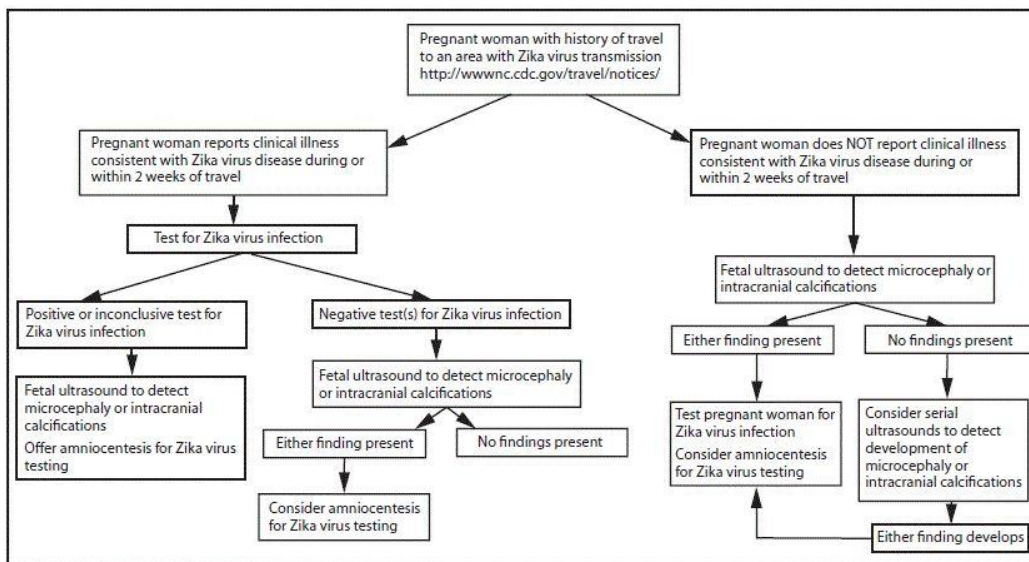 Pregnant woman with history of travel
to an area with Zika virus transmission
http://wwwnc.cdc.gov/travel/notices/
Pregnant woman reports clinical illness
consistent with Zika virus disease during or
within 2 weeks of travel
Pregnant woman does NOT report clinical illness
consistent with Zika virus disease during or
within 2 weeks of travel
Test for Zika virus infection
Fetal ultrasound to detect microcephaly or
intracranial calcifications
Positive or inconclusive test for
Zika virus infection
Negative test(s) for Zika virus infection
Either finding present
No findings present
Fetal ultrasound to detect
microcephaly or intracranial
calcifications
Offer amniocentesis for Zika virus
testing
Fetal ultrasound to detect microcephaly
or intracranial calcifications
Either finding present
No findings present
Consider amniocentesis
for Zika virus testing
Test pregnant woman for
Zika virus infection
Consider amniocentesis
for Zika virus testing
Consider serial
ultrasounds to detect
development of
microcephaly or
intracranial calcifications
Either finding develops